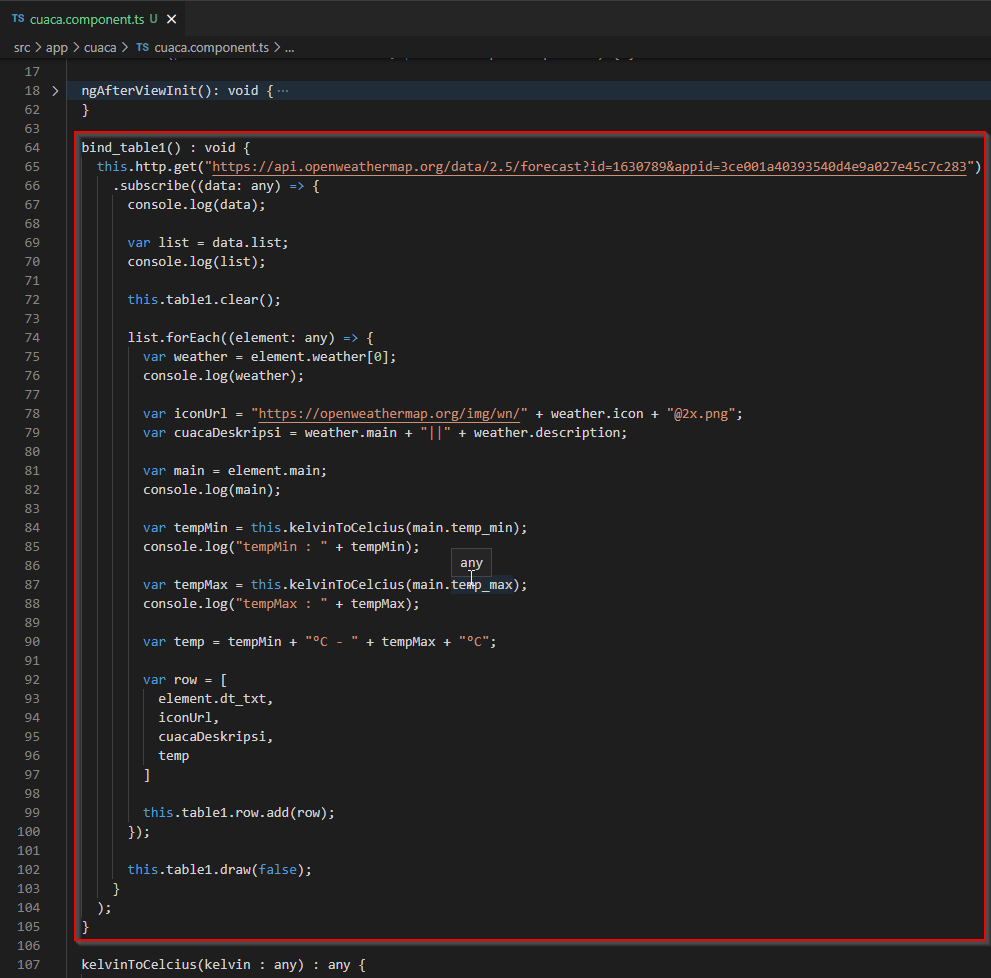 TS cuaca.component.ts U ×
src > app > cuaca > TS cuaca.component.ts > ...
17
18 > ngAfterViewInit(): void { ...
62 }
63
64 bind_table1() : void {
65 this.http.get("https://api.openweathermap.org/data/2.5/forecast?id=1630789&appid=3ce001a40393540d4e9a027e45c7c283")
66 .subscribe((data: any) => {
67 console.log(data);
68
69 var list = data.list;
70 console.log(list);
71
72 this.table1.clear();
73
74 list.forEach((element: any) => {
75 var weather = element.weather[0];
76 console.log(weather);
77
78 var iconUrl = "https://openweathermap.org/img/wn/" + weather.icon + "@2x.png";
79 var cuacaDeskripsi = weather.main + "||" + weather.description;
80
81 var main = element.main;
82 console.log(main);
83
84 var tempMin = this.kelvinToCelcius(main.temp_min);
85 console.log("tempMin : " + tempMin);
86
any
87 var tempMax = this.kelvinToCelcius(main.temp_max);
88 console.log("tempMax : " + tempMax);
89
90 var temp = tempMin + "°C - " + tempMax + "°C";
91
92 var row = [
93 element.dt_txt,
94 iconUrl,
95 cuacaDeskripsi,
96 temp
97 ]
98
99 this.table1.row.add(row);
100 });
101
102 this.table1.draw(false);
103 }
104 );
105 }
106
107 kelvinToCelcius(kelvin : any) : any {